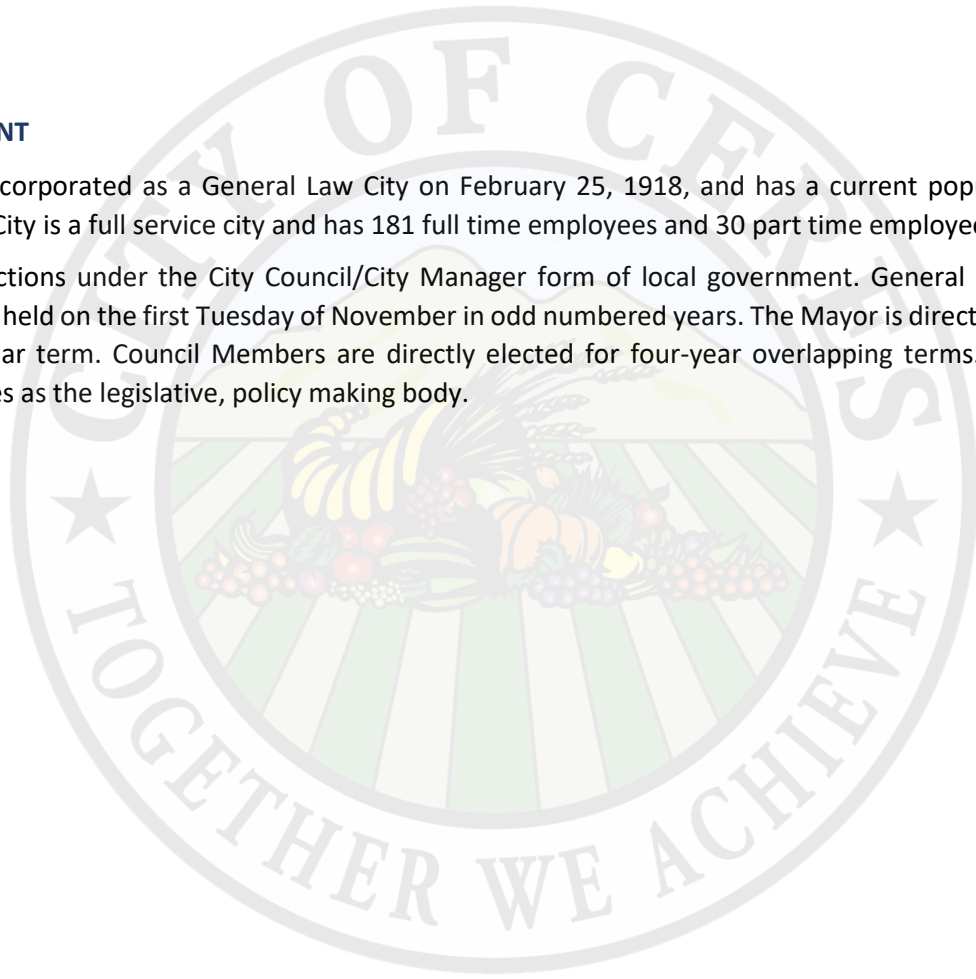 CITY OF CERES
NT
corporated as a General Law City on February 25, 1918, and has a current popu
City is a full service city and has 181 full time employees and 30 part time employee
ctions under the City Council/City Manager form of local government. General
held on the first Tuesday of November in odd numbered years. The Mayor is direct
ar term. Council Members are directly elected for four-year overlapping terms.
es as the legislative, policy making body.
TOGETHER WE ACHIEVE